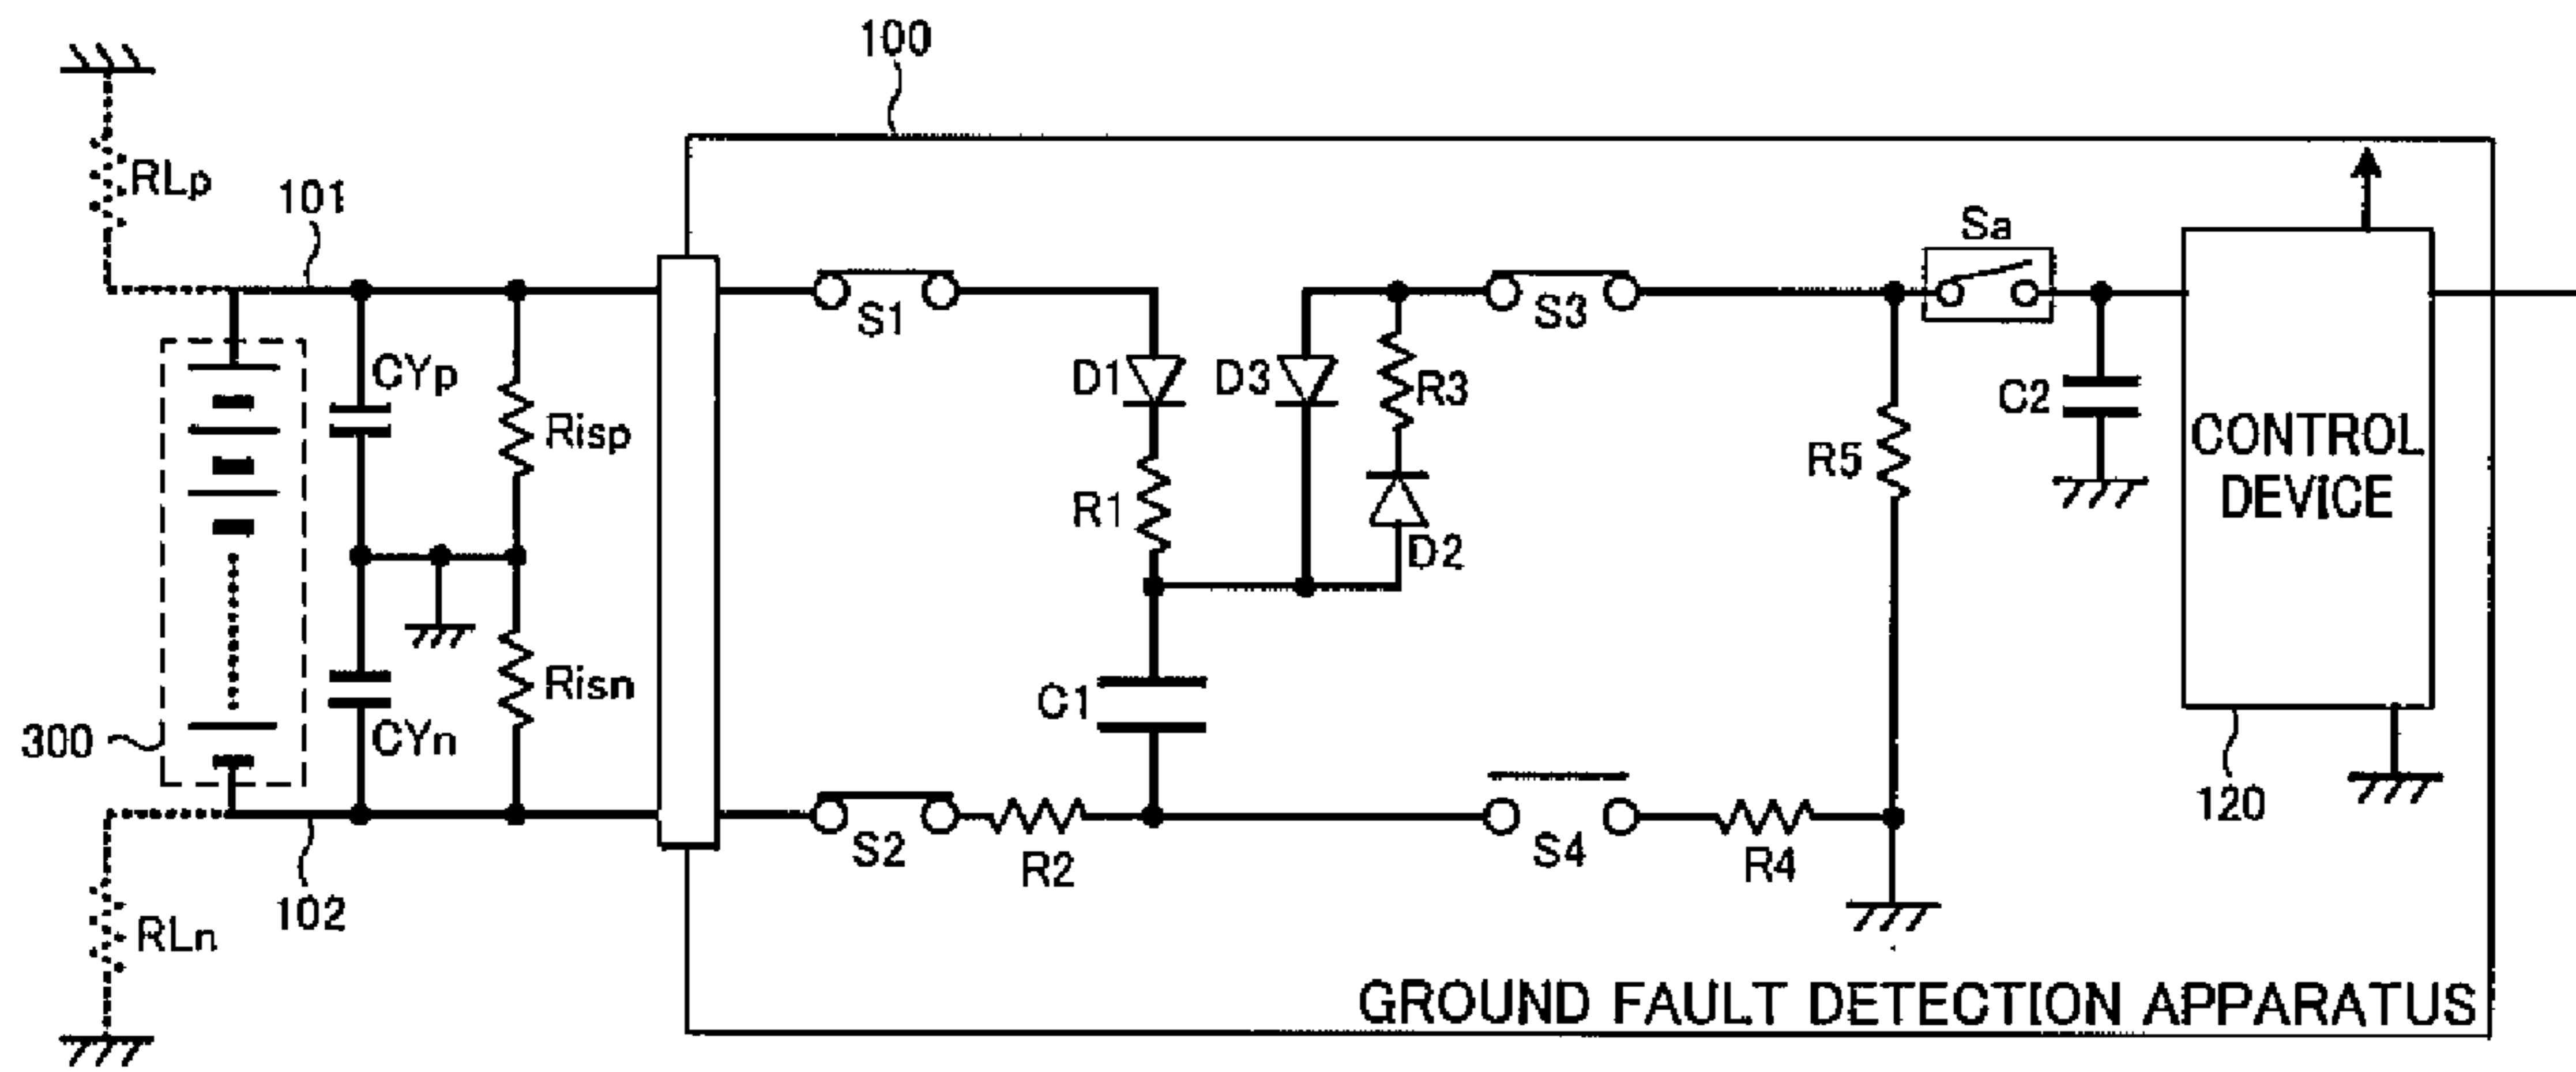 100
RLp
101
Sa
S1
S3
CYp
D1
D3
R3
C2
Risp
R5
CONTROL
DEVICE
R1
D2
Risn
C1
300
CYn
120
S2
R2
S4
R4
102
RLn
GROUND FAULT DETECTION APPARATUS